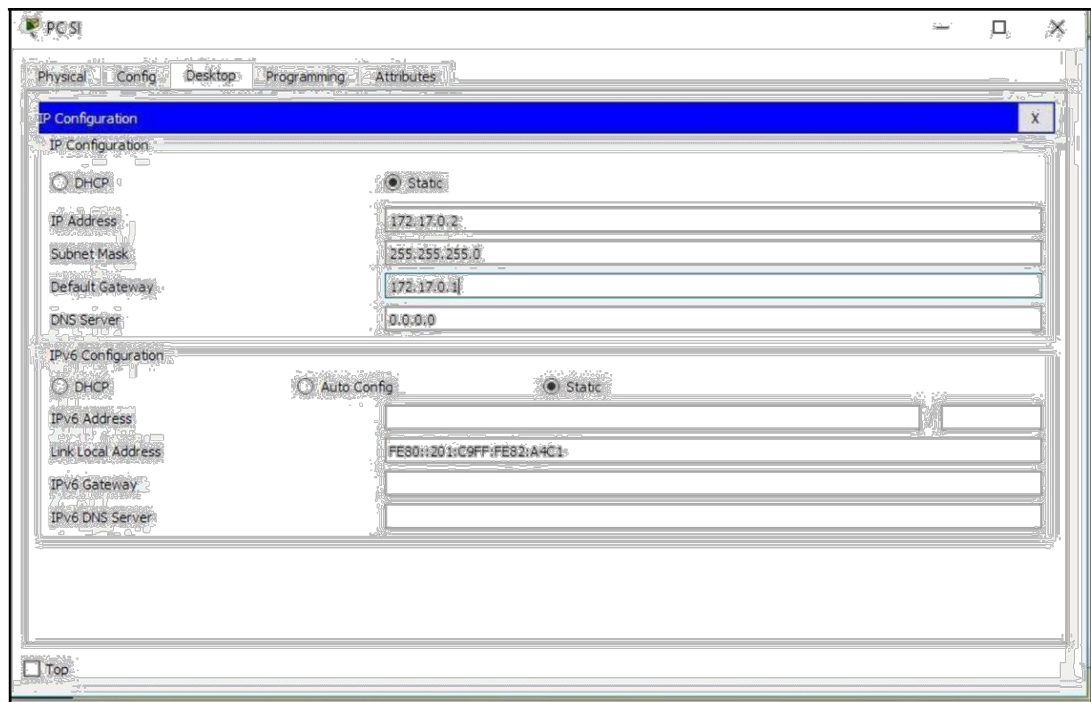 PC SI
Physical Config Desktop Programming Attributes
IP Configuration X
IP Configuration
DHCP Static
IP Address 172.17.0.2
Subnet Mask 255.255.255.0
Default Gateway 172.17.0.1
DNS Server 0.0.0.0
IPv6 Configuration
DHCP Auto Config Static
IPv6 Address /
Link Local Address FE80::201:C9FF:FE82:A4C1
IPv6 Gateway
IPv6 DNS Server
Top